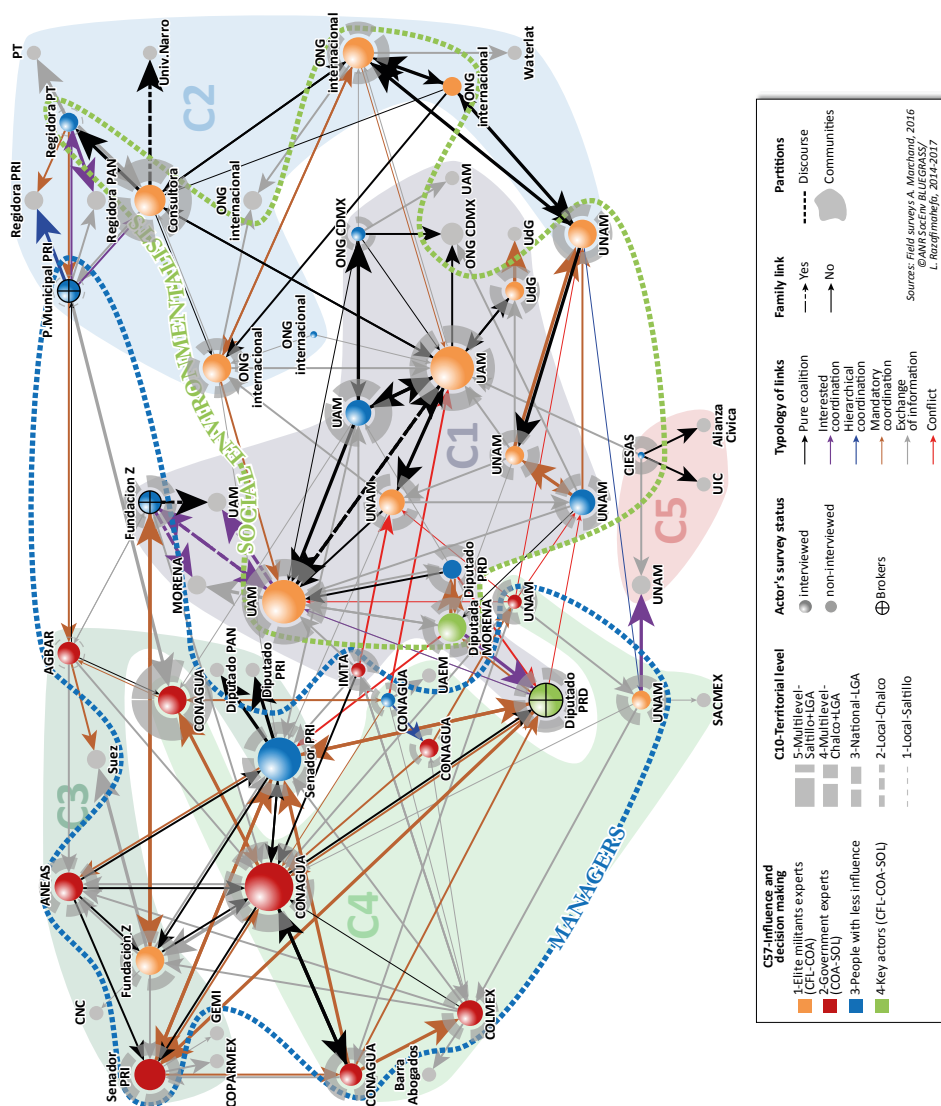 PT
Regidora PRI
Regidora PT
Univ.Narro
P.Municipal PRI
Regidora PAN
Consultora
C2
AGBAR
Suez
C3
ANEAS
CNC
Senador
PRI
GEMI
COPARMEX
Fundacion Z
Fundacion Z
MORENA
UAM
UAM
SOCIAL ENVIRONMENTALISTS
ONG
internacional
ONG
internacional
ONG
internacional
ONG
internacional
CONAGUA
Diputado PAN
Diputado
PRI
Senador PRI
CONAGUA
C4
IMTA
CONAGUA
CONAGUA
CONAGUA
UAEM
Barra
Abogados
COLMEX
UAM
ONG CDMX
UNAM
C1
UAM
UAM
ONG CDMX
ONG
internacional
Waterlat
Diputado
PRD
Diputada
MORENA
UNAM
UNAM
UdG
UdG
UNAM
UNAM
Diputado
PRD
MANAGERS
CIESAS
UNAM
C5
UIC
Alianza
Cívica
UNAM
SACMEX
C57-Influence and
decision making
1-Elite militants experts
(CFL-COA)
2-Government experts
(COA-SOL)
3-People with less influence
4-Key actors (CFL-COA-SOL)
C10-Territorial level
5-Multilevel-
Saltillo+LGA
4-Multilevel-
Chalco+LGA
3-National-LGA
2-Local-Chalco
1-Local-Saltillo
Actor's survey status
interviewed
non-interviewed
Brokers
Typology of links
Pure coalition
Interested
coordination
Hierarchical
coordination
Mandatory
coordination
Exchange
of information
Conflict
Family link
Yes
No
Partitions
Discourse
Communities
Sources: Field surveys A. Marchand, 2016
©ANR SocEnv BLUEGRASS/
L. Razafimahefa, 2014-2017